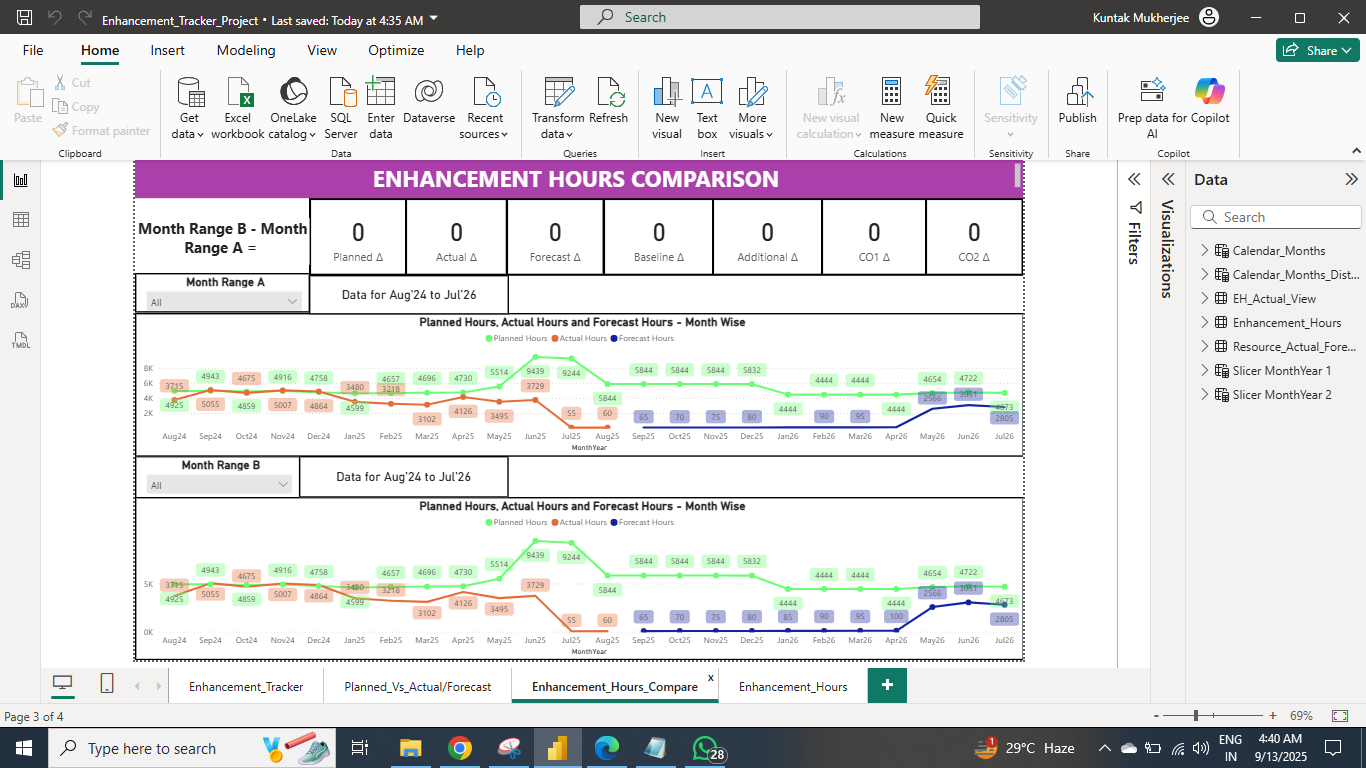 Enhancement_Tracker_Project • Last saved: Today at 4:35 AM
Search
Kuntak Mukherjee
File Home Insert Modeling View Optimize Help
Share
Paste
Cut
Copy
Format painter
Clipboard
Get data
Excel workbook
OneLake catalog
SQL Server
Enter data
Dataverse
Recent sources
Data
Transform data
Refresh
Queries
New visual
Text box
More visuals
Insert
New visual calculation
New measure
Quick measure
Calculations
Sensitivity
Sensitivity
Publish
Share
Prep data for AI
Copilot
Copilot
DAX
TMDL
ENHANCEMENT HOURS COMPARISON
Month Range B - Month
Range A =
0 0 0 0 0 0 0
Planned Δ Actual Δ Forecast Δ Baseline Δ Additional Δ CO1 Δ CO2 Δ
Month Range A
All
Data for Aug'24 to Jul'26
Planned Hours, Actual Hours and Forecast Hours - Month Wise
Planned Hours Actual Hours Forecast Hours
8K
6K
4K
2K
3715 4943 4675 4916 4758 3480 4657 3218 4696 4730 5514 9439 3729 9244 5844 5844 5844 5844 5832 4444 4444 4654 2566 4722 3051 4673
4925 5055 4859 5007 4864 4599 3102 4126 3495 55 5844 60 65 70 75 80 4444 90 95 4444 2805
Aug24 Sep24 Oct24 Nov24 Dec24 Jan25 Feb25 Mar25 Apr25 May25 Jun25 Jul25 Aug25 Sep25 Oct25 Nov25 Dec25 Jan26 Feb26 Mar26 Apr26 May26 Jun26 Jul26
MonthYear
Month Range B
All
Data for Aug'24 to Jul'26
Planned Hours, Actual Hours and Forecast Hours - Month Wise
Planned Hours Actual Hours Forecast Hours
5K
0K
3715 4943 4675 4916 4758 3480 4657 3218 4696 4730 5514 9439 3729 9244 5844 5844 5844 5844 5832 4444 4444 4654 2566 4722 3051 4673
4925 5055 4859 5007 4864 4599 3102 4126 3495 55 5844 60 65 70 75 80 4444 85 90 95 4444 100 2805
Aug24 Sep24 Oct24 Nov24 Dec24 Jan25 Feb25 Mar25 Apr25 May25 Jun25 Jul25 Aug25 Sep25 Oct25 Nov25 Dec25 Jan26 Feb26 Mar26 Apr26 May26 Jun26 Jul26
MonthYear
Filters
Visualizations
Data
Search
Calendar_Months
Calendar_Months_Dist...
EH_Actual_View
Enhancement_Hours
Resource_Actual_Fore...
Slicer MonthYear 1
Slicer MonthYear 2
Enhancement_Tracker
Planned_Vs_Actual/Forecast
Enhancement_Hours_Compare
x
Enhancement_Hours
+
Page 3 of 4
- + 69%
Type here to search
28
1
29°C Haze
ENG
IN
4:40 AM
9/13/2025